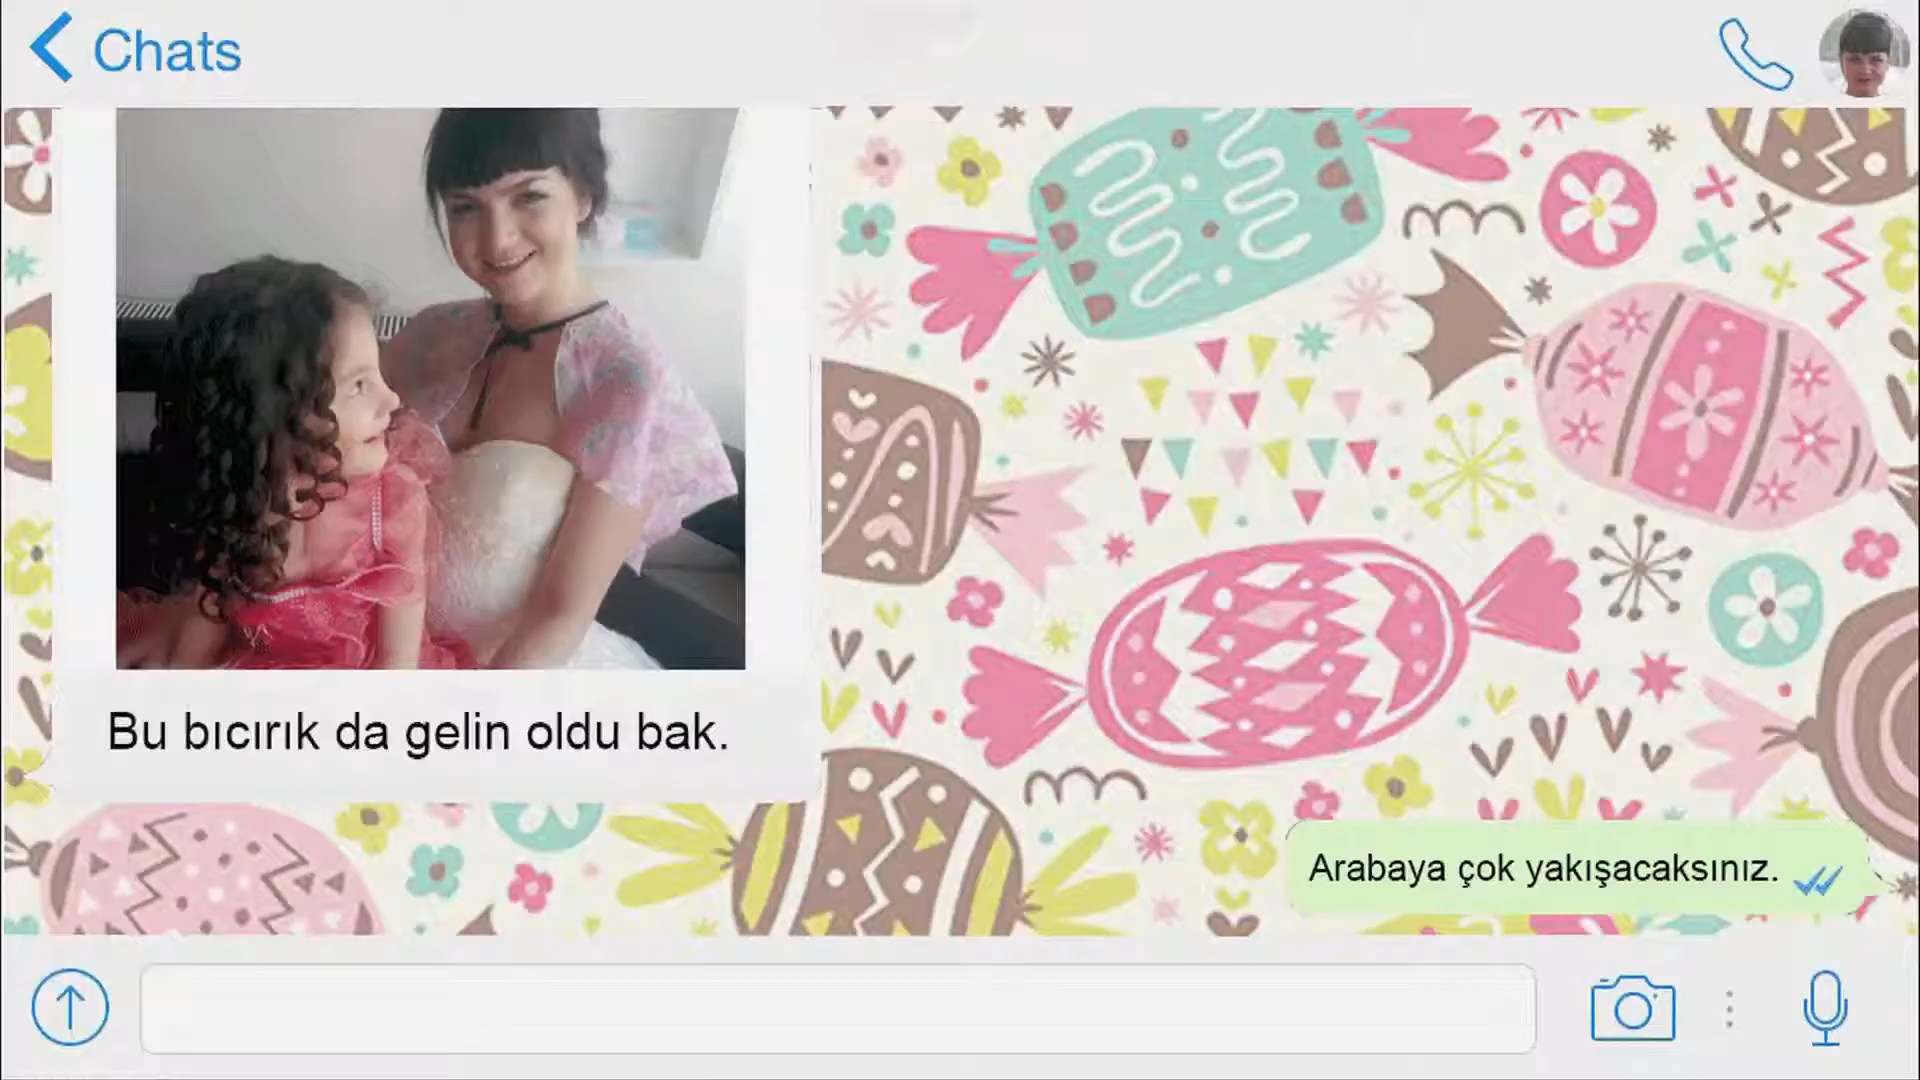 Chats
Bu bıcırık da gelin oldu bak.
Arabaya çok yakışacaksınız.